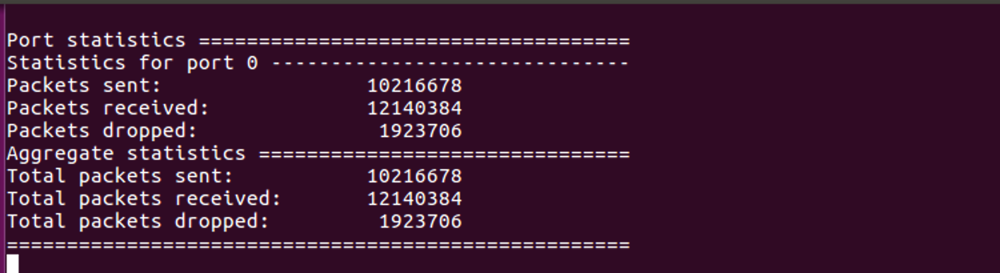 Port statistics ====================================
Statistics for port 0 ------------------------------
Packets sent:                 10216678
Packets received:             12140384
Packets dropped:               1923706
Aggregate statistics ===============================
Total packets sent:           10216678
Total packets received:       12140384
Total packets dropped:         1923706
====================================================